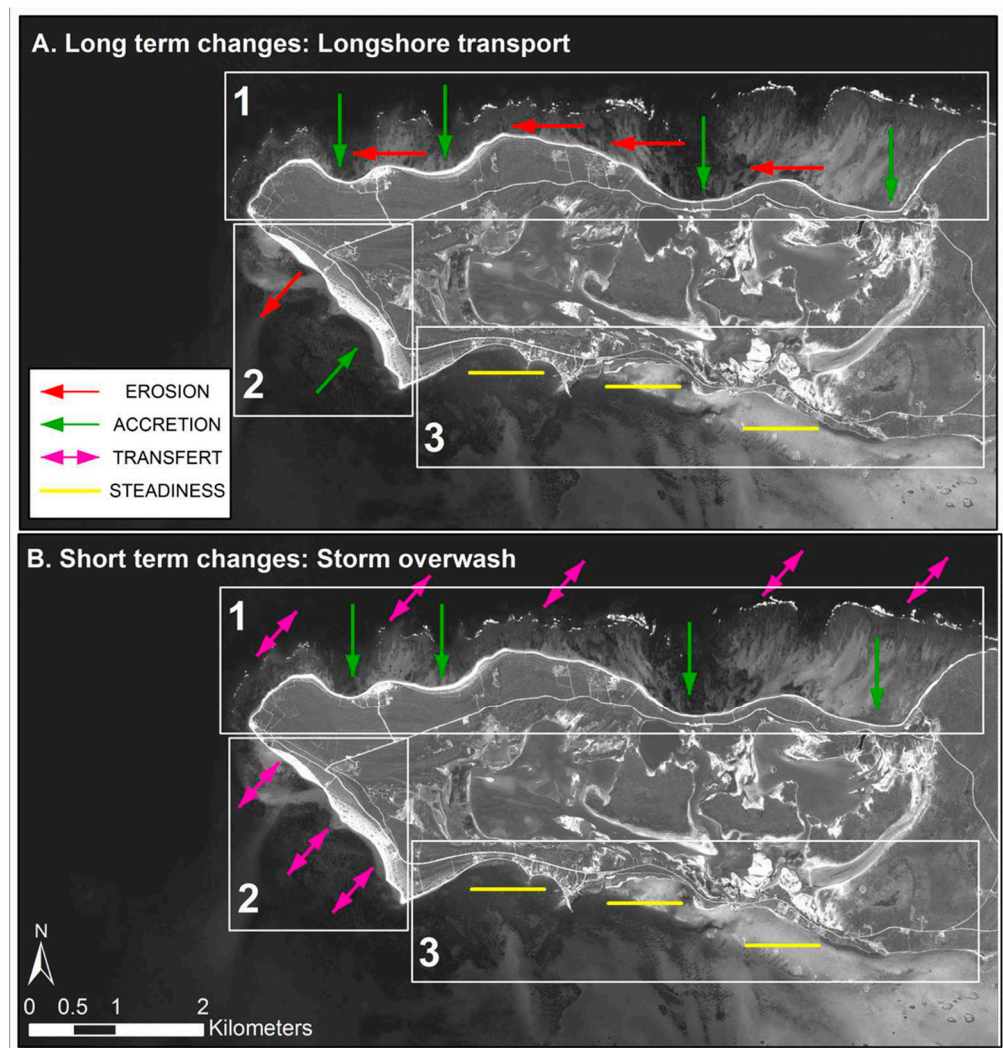 A. Long term changes: Longshore transport
1
2
3
EROSION
ACCRETION
TRANSFERT
STEADINESS
B. Short term changes: Storm overwash
1
2
3
N
0 0.5 1 2
Kilometers